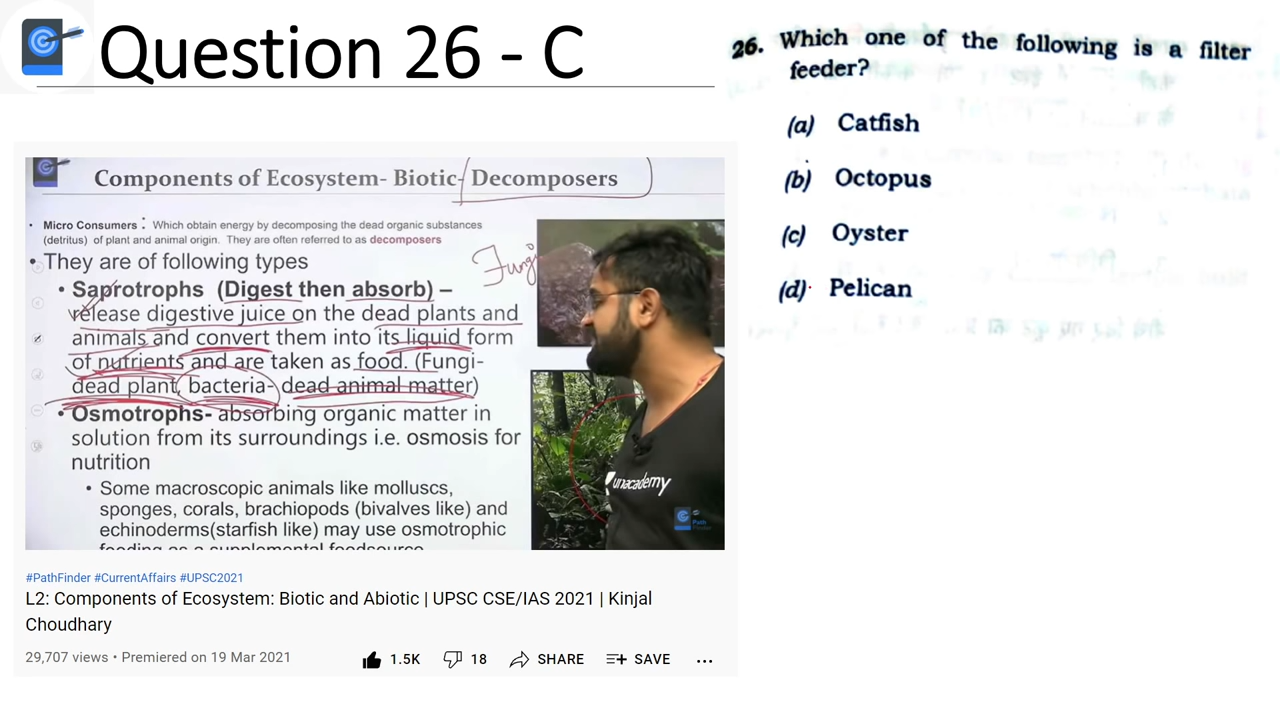 Question 26 - C
26. Which one of the following is a filter
feeder?
(a) Catfish
(b) Octopus
(c) Oyster
(d) Pelican
Components of Ecosystem- Biotic- Decomposers
• Micro Consumers : Which obtain energy by decomposing the dead organic substances
(detritus) of plant and animal origin. They are often referred to as decomposers
• They are of following types
Fungi
• Saprotrophs (Digest then absorb) –
release digestive juice on the dead plants and
animals and convert them into its liquid form
of nutrients and are taken as food. (Fungi-
dead plant, bacteria- dead animal matter)
• Osmotrophs- absorbing organic matter in
solution from its surroundings i.e. osmosis for
nutrition
• Some macroscopic animals like molluscs,
sponges, corals, brachiopods (bivalves like) and
echinoderms(starfish like) may use osmotrophic
feeding as a supplemental foodsource
unacademy
Path
#PathFinder #CurrentAffairs #UPSC2021
L2: Components of Ecosystem: Biotic and Abiotic | UPSC CSE/IAS 2021 | Kinjal
Choudhary
29,707 views • Premiered on 19 Mar 2021
1.5K 18 SHARE SAVE ...